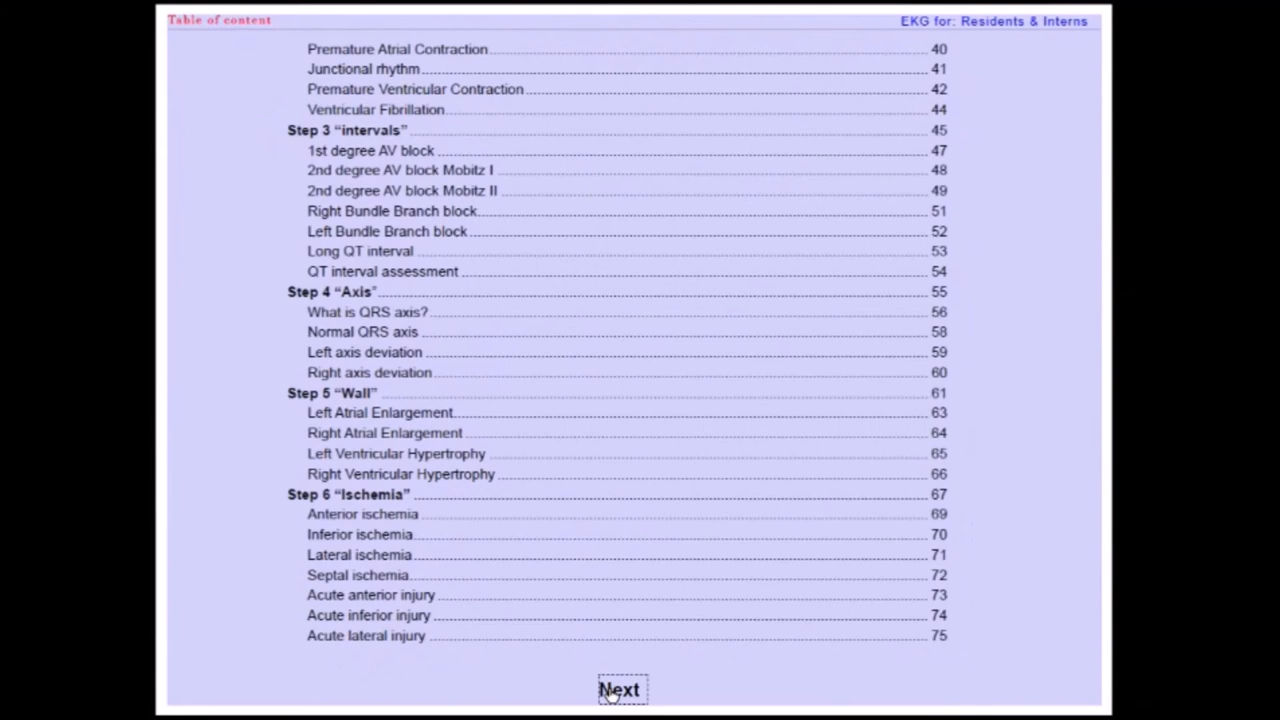 Table of content
EKG for: Residents & Interns
Premature Atrial Contraction 40
Junctional rhythm 41
Premature Ventricular Contraction 42
Ventricular Fibrillation 44
Step 3 “intervals” 45
1st degree AV block 47
2nd degree AV block Mobitz I 48
2nd degree AV block Mobitz II 49
Right Bundle Branch block 51
Left Bundle Branch block 52
Long QT interval 53
QT interval assessment 54
Step 4 “Axis” 55
What is QRS axis? 56
Normal QRS axis 58
Left axis deviation 59
Right axis deviation 60
Step 5 “Wall” 61
Left Atrial Enlargement 63
Right Atrial Enlargement 64
Left Ventricular Hypertrophy 65
Right Ventricular Hypertrophy 66
Step 6 “Ischemia” 67
Anterior ischemia 69
Inferior ischemia 70
Lateral ischemia 71
Septal ischemia 72
Acute anterior injury 73
Acute inferior injury 74
Acute lateral injury 75
Next